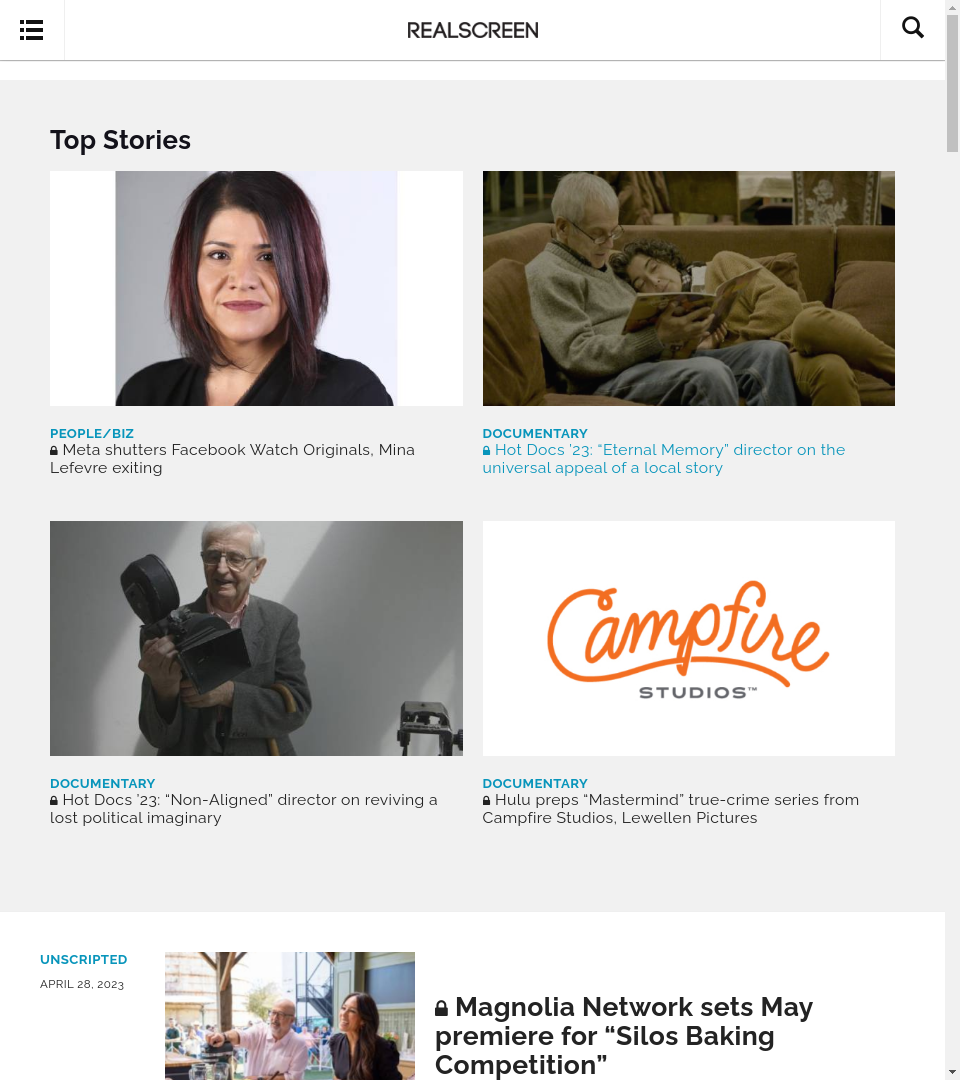 REALSCREEN
Top Stories
PEOPLE/BIZ
Meta shutters Facebook Watch Originals, Mina
Lefevre exiting
DOCUMENTARY
Hot Docs ’23: “Eternal Memory” director on the
universal appeal of a local story
DOCUMENTARY
Hot Docs ’23: “Non-Aligned” director on reviving a
lost political imaginary
Campfire
STUDIOS™
DOCUMENTARY
Hulu preps “Mastermind” true-crime series from
Campfire Studios, Lewellen Pictures
UNSCRIPTED
APRIL 28, 2023
Magnolia Network sets May
premiere for “Silos Baking
Competition”